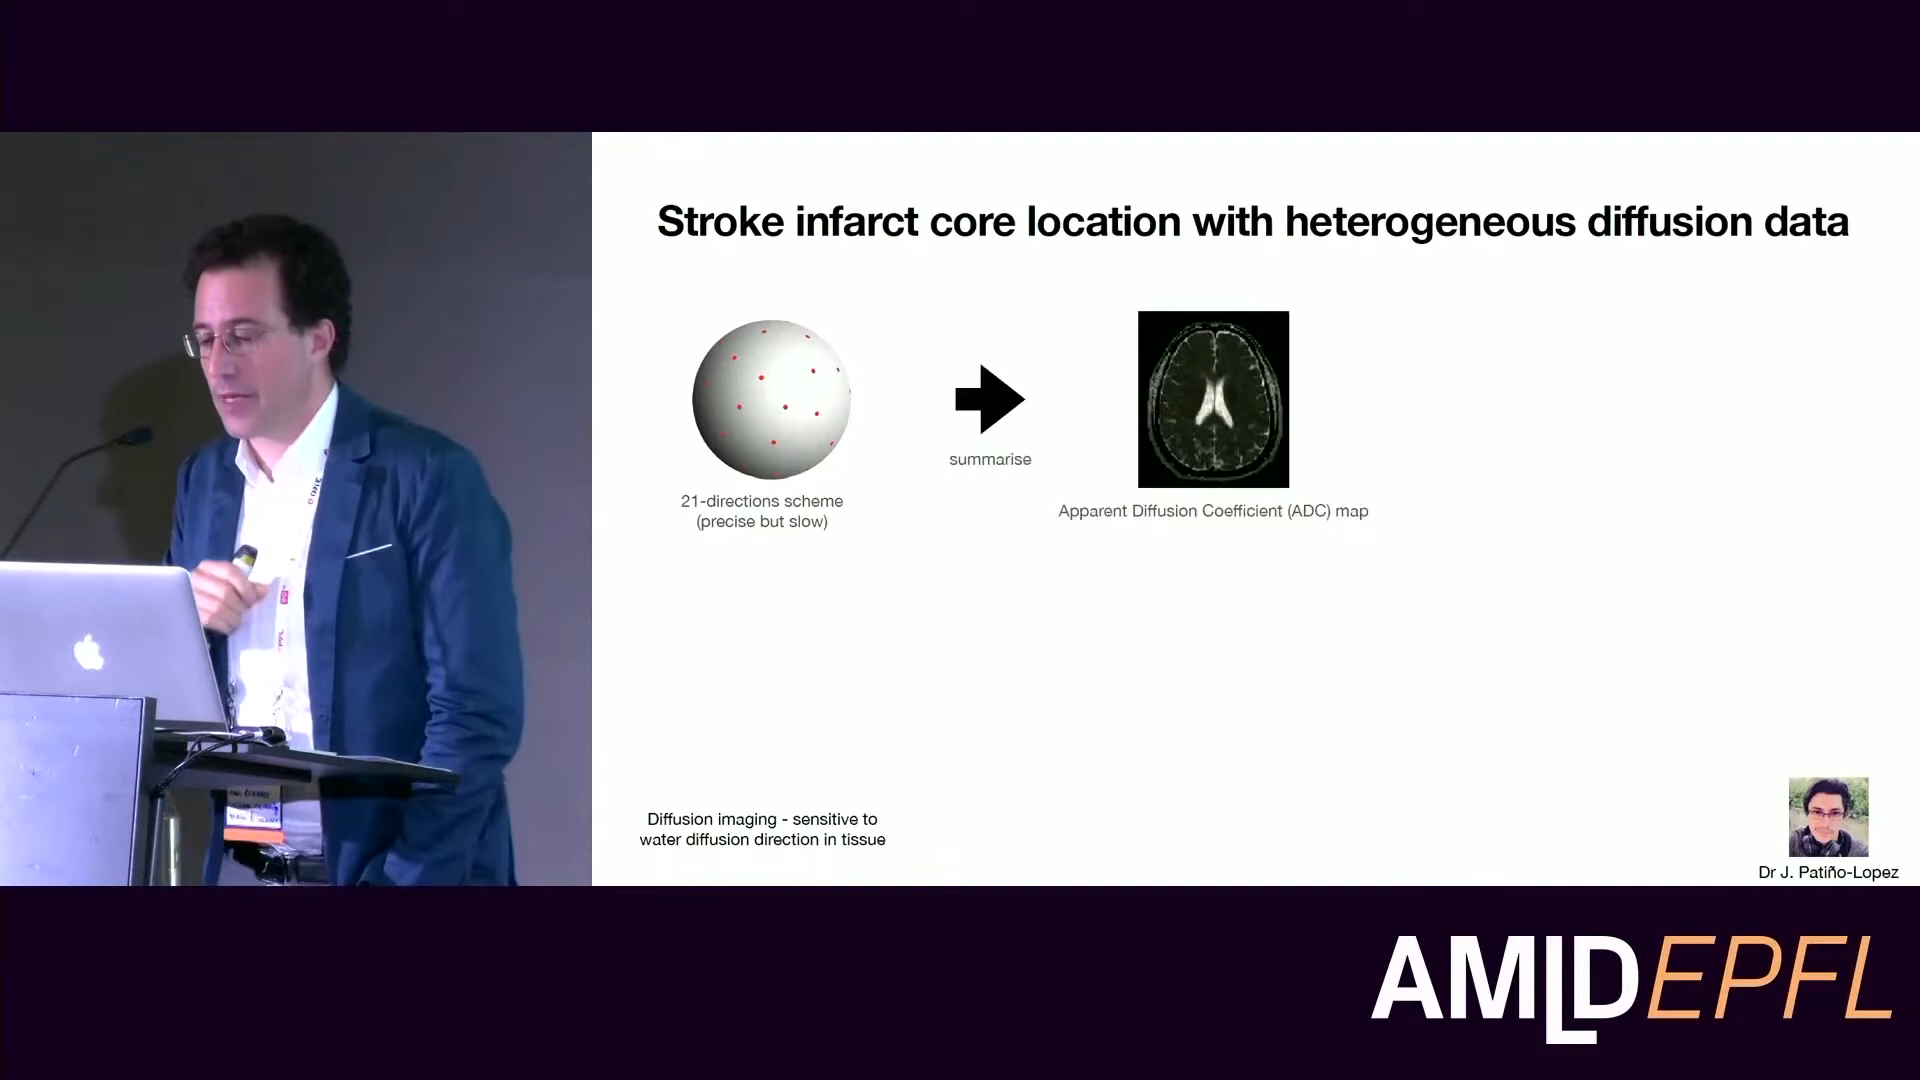 Stroke infarct core location with heterogeneous diffusion data
21-directions scheme
(precise but slow)
summarise
Apparent Diffusion Coefficient (ADC) map
Diffusion imaging - sensitive to
water diffusion direction in tissue
Dr J. Patiño-Lopez
EPFL
AMLDEPFL